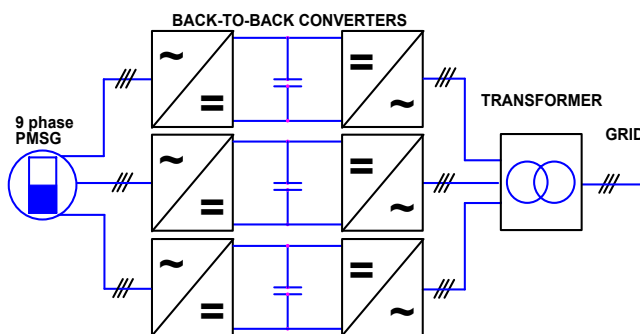 BACK-TO-BACK CONVERTERS
~
=
=
~
9 phase
PMSG
TRANSFORMER
GRID
~
=
=
~
~
=
=
~